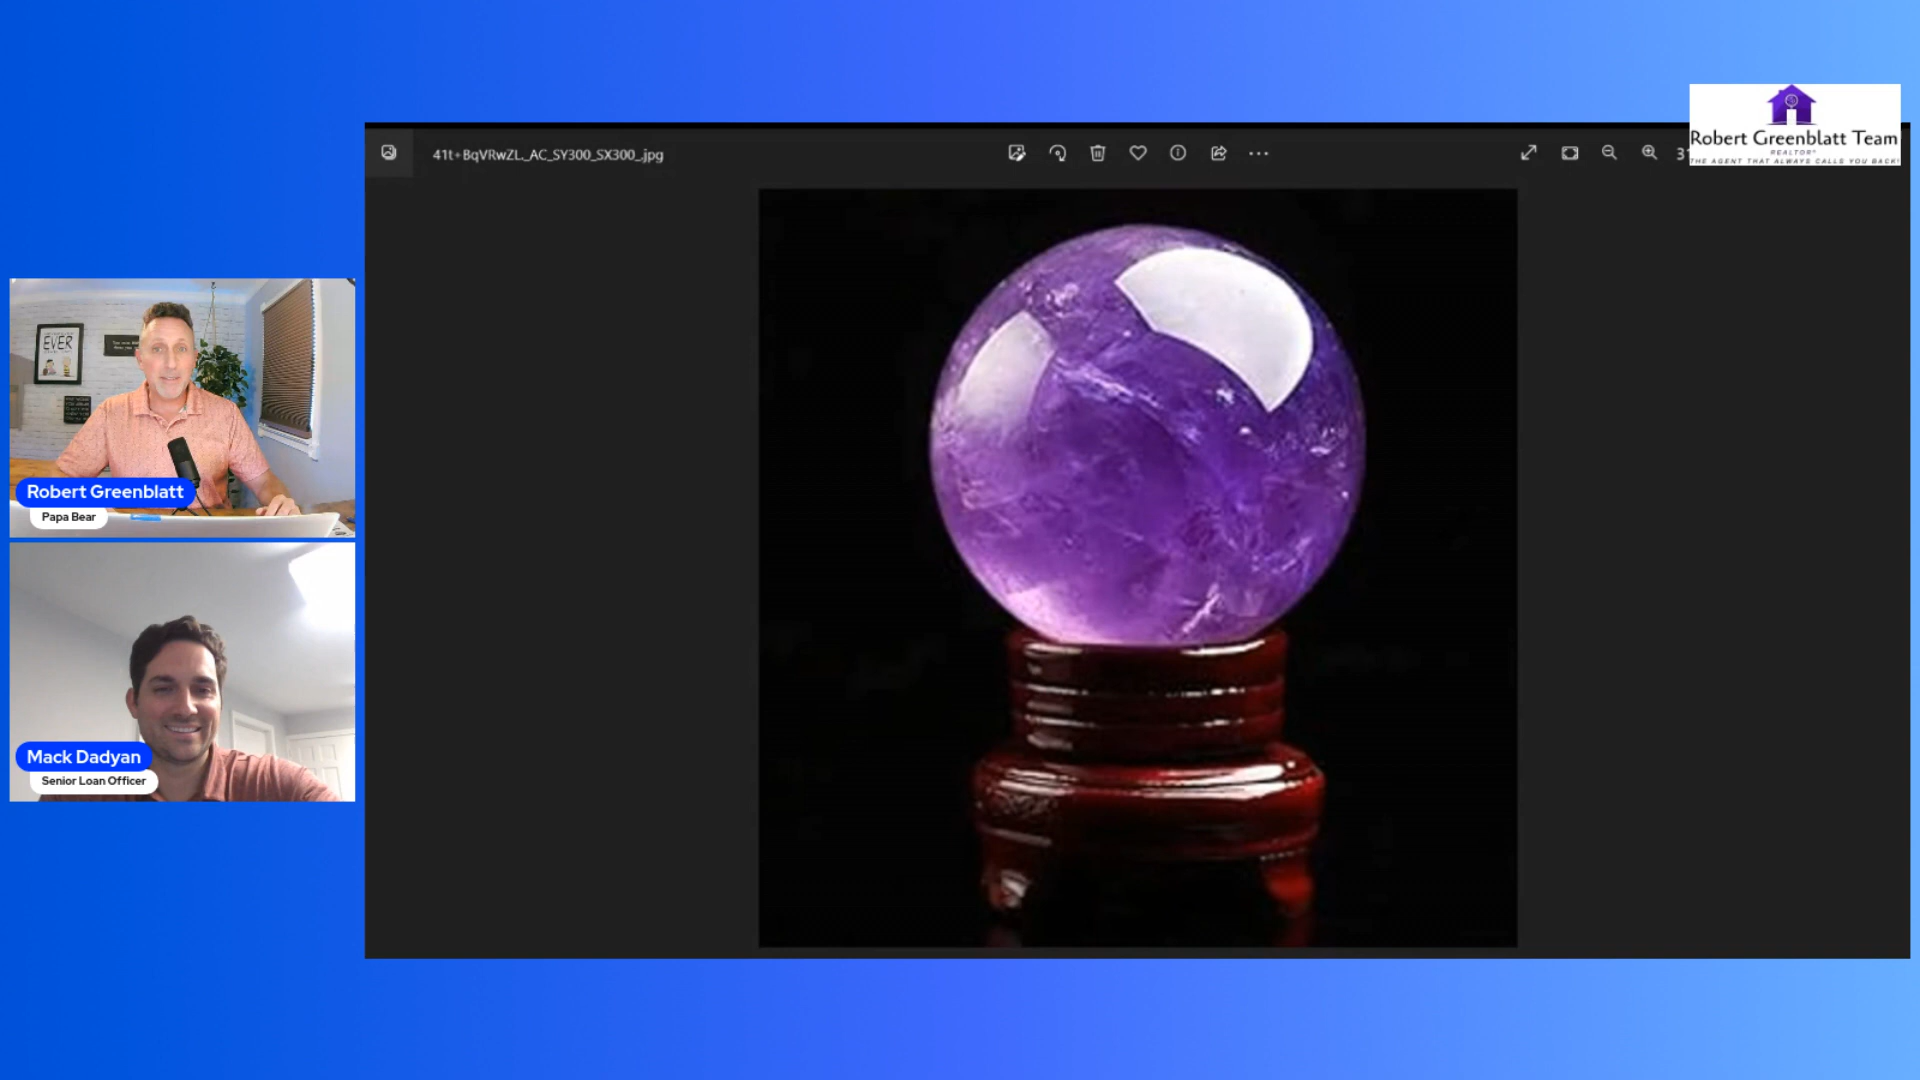 41t+BqVRwZL._AC_SY300_SX300_.jpg
Robert Greenblatt Team
REALTOR®
THE AGENT THAT ALWAYS CALLS YOU BACK!
EVER
Robert Greenblatt
Papa Bear
Mack Dadyan
Senior Loan Officer